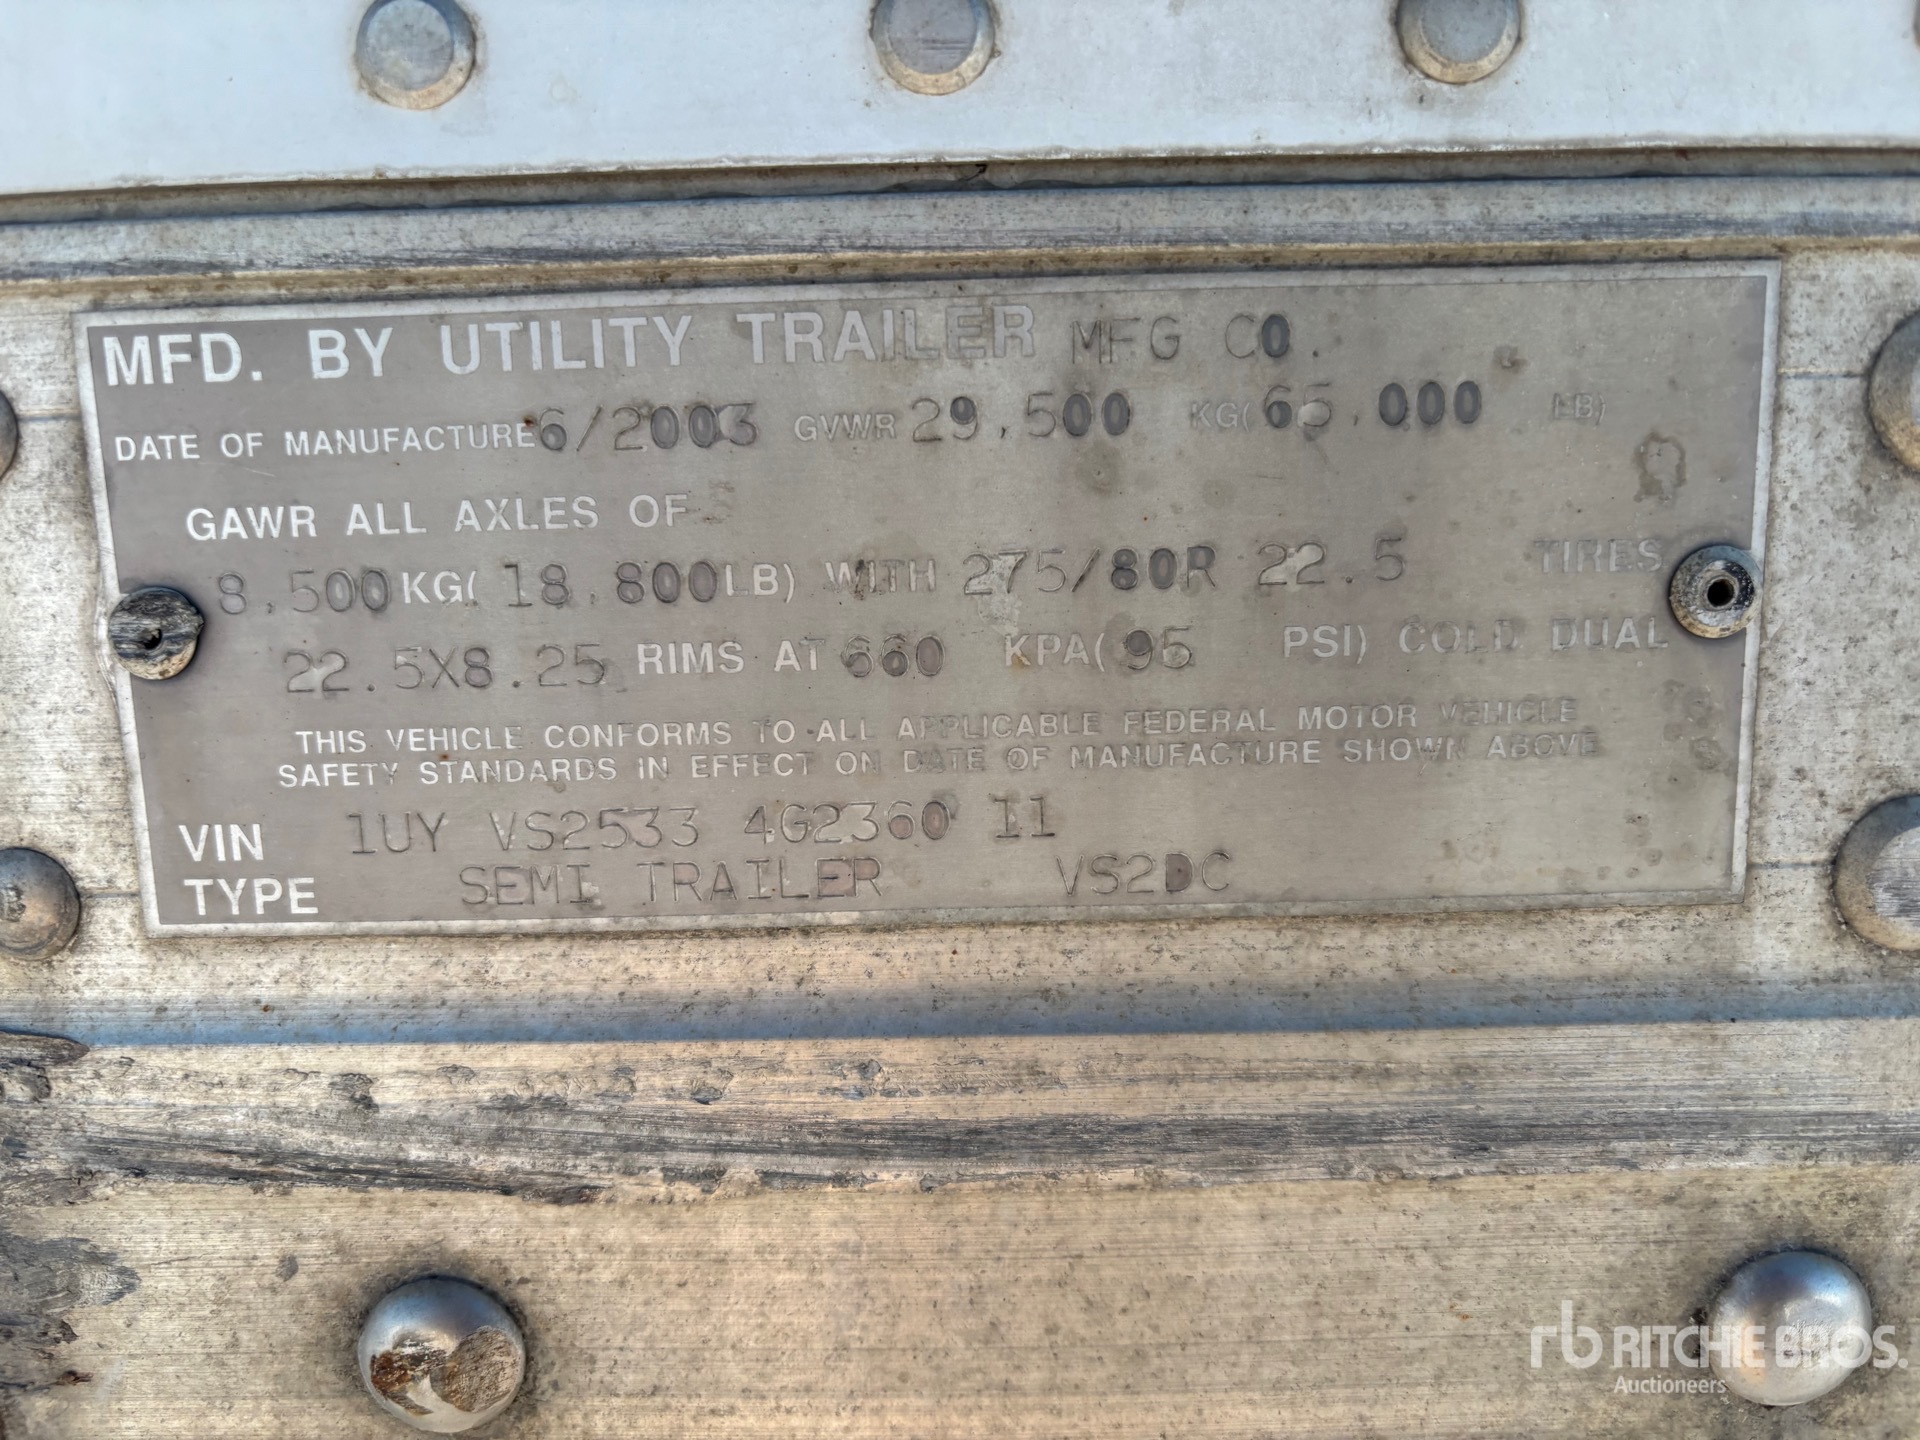 MFD. BY UTILITY TRAILER MFG CO.
DATE OF MANUFACTURE 6/2003 GVWR 29,500 KG( 65,000 LB)
GAWR ALL AXLES OF
8,500 KG( 18,800 LB) WITH 275/80R 22.5 TIRES
22.5X8.25 RIMS AT 660 KPA( 95 PSI) COLD DUAL
THIS VEHICLE CONFORMS TO ALL APPLICABLE FEDERAL MOTOR VEHICLE
SAFETY STANDARDS IN EFFECT ON DATE OF MANUFACTURE SHOWN ABOVE
VIN 1UY VS2533 4G2360 11
TYPE SEMI TRAILER VS2DC
rb RITCHIE BROS.
Auctioneers